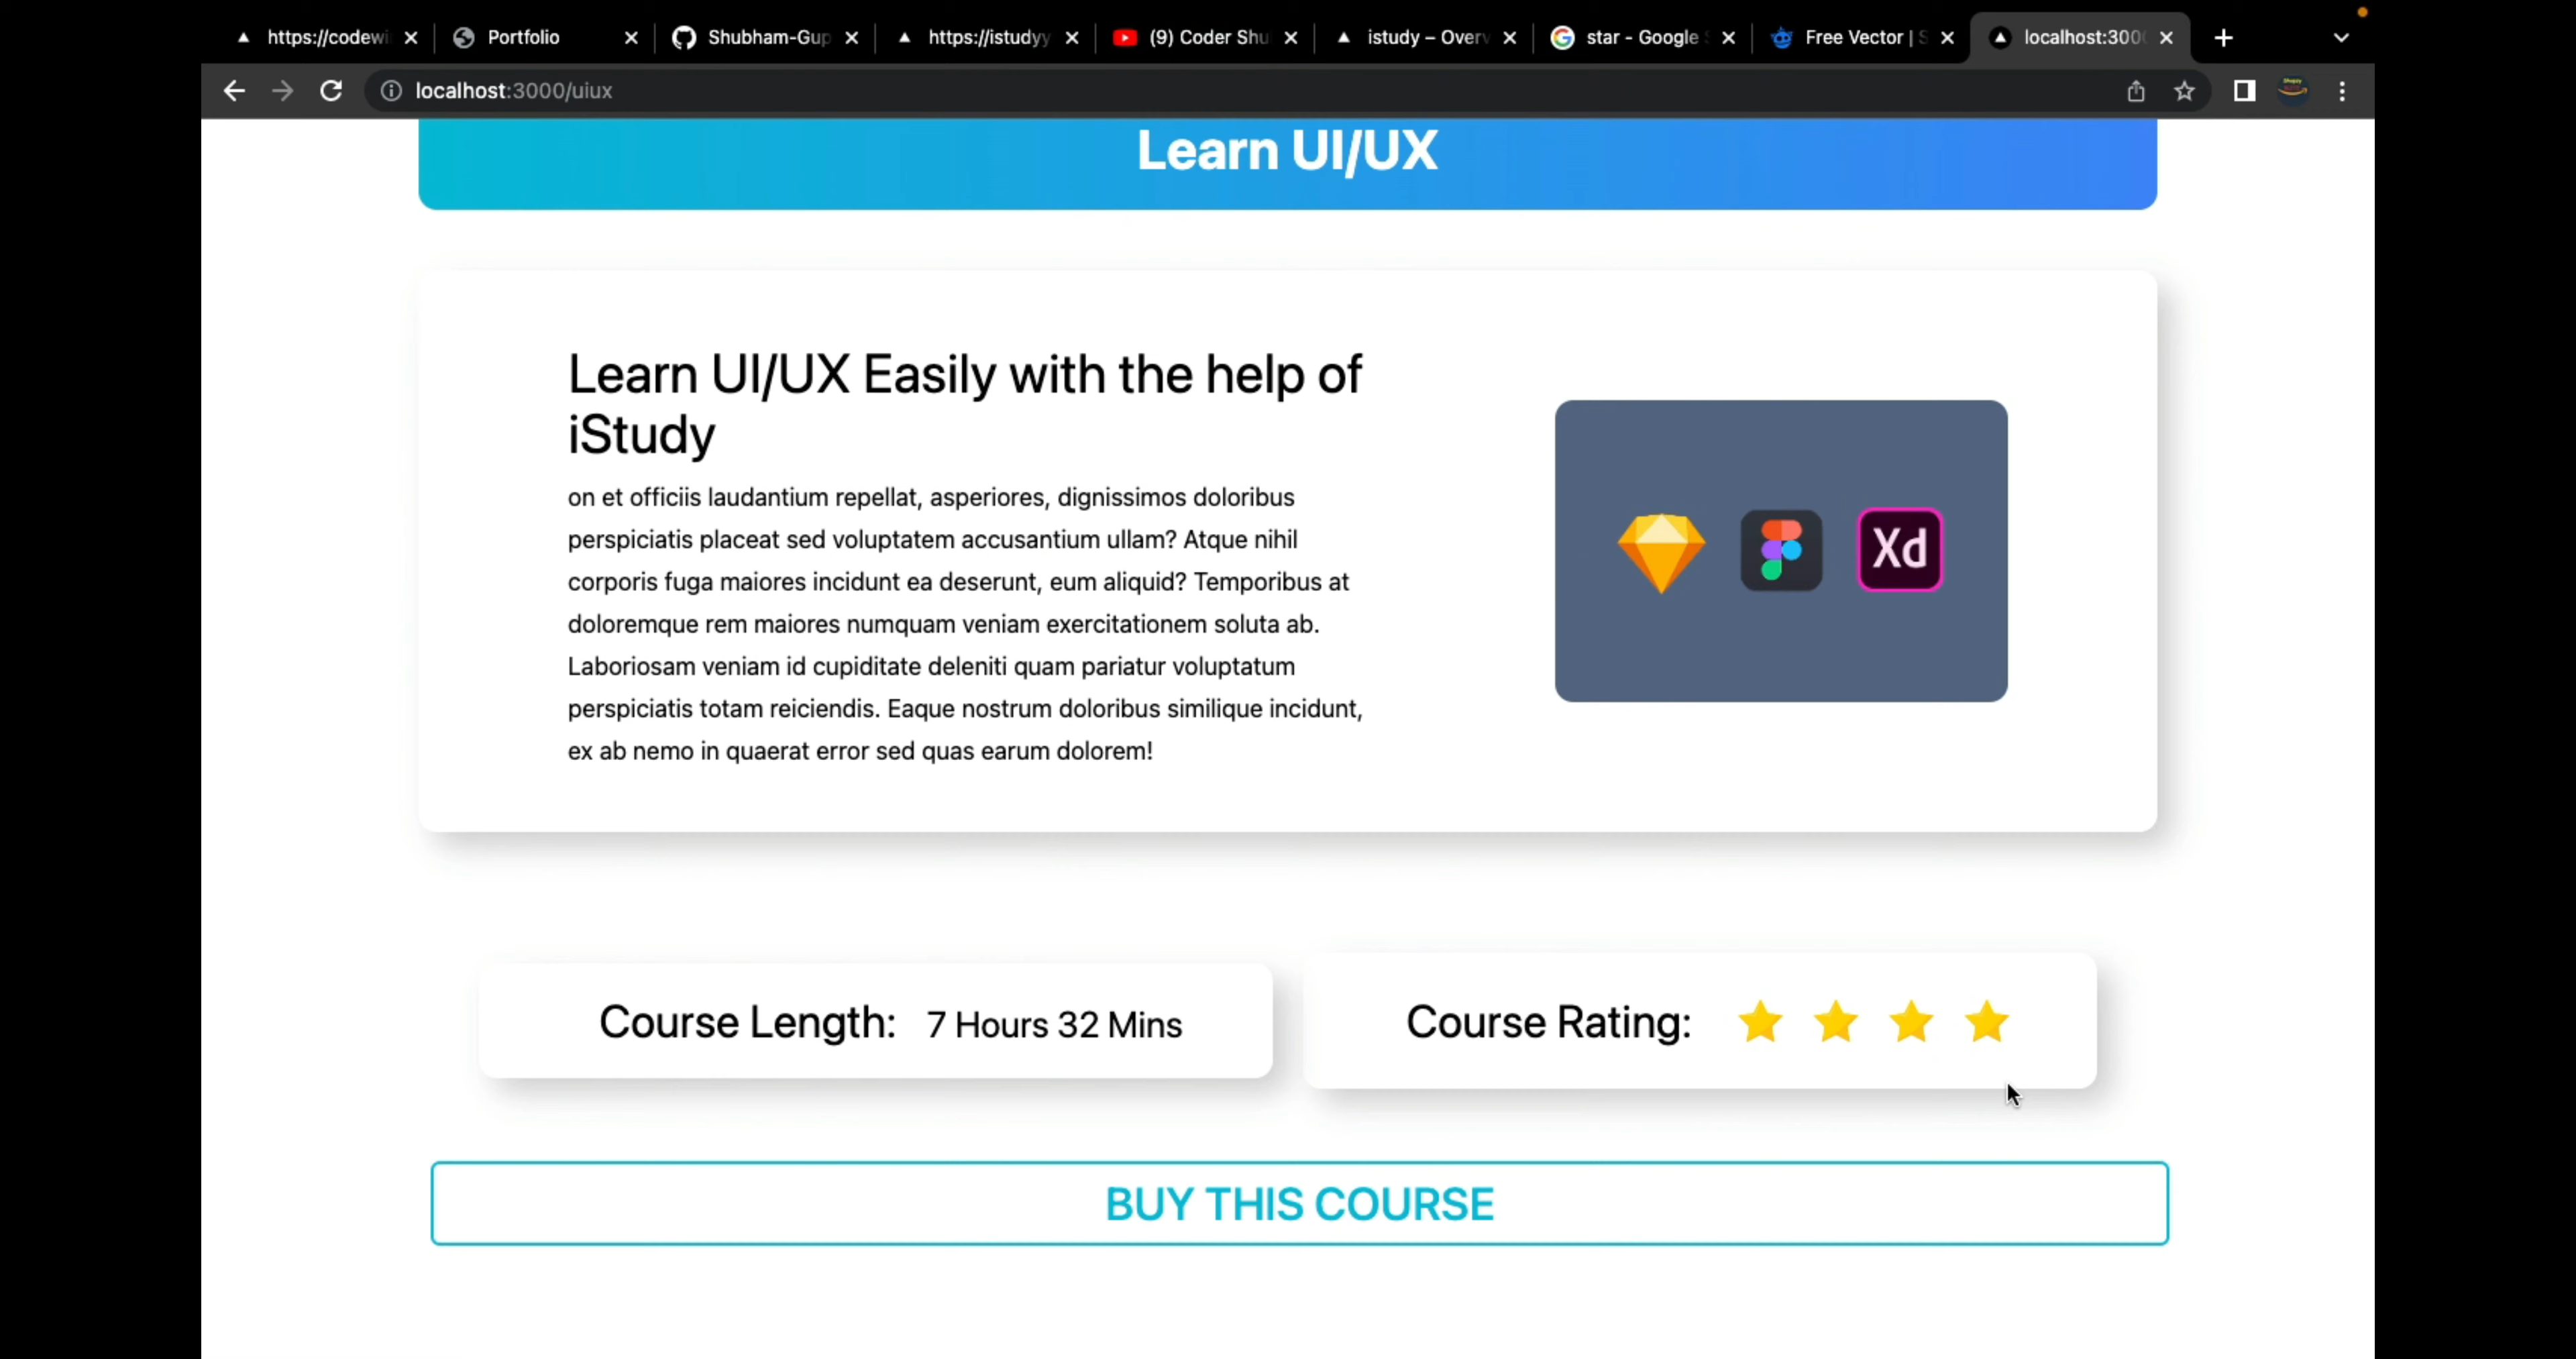 https://codewi
Portfolio
Shubham-Gup
https://istudyy
(9) Coder Shu
istudy – Overv
star - Google S
Free Vector | S
localhost:3000
localhost:3000/uiux
Learn UI/UX
Learn UI/UX Easily with the help of
iStudy
on et officiis laudantium repellat, asperiores, dignissimos doloribus
perspiciatis placeat sed voluptatem accusantium ullam? Atque nihil
corporis fuga maiores incidunt ea deserunt, eum aliquid? Temporibus at
doloremque rem maiores numquam veniam exercitationem soluta ab.
Laboriosam veniam id cupiditate deleniti quam pariatur voluptatum
perspiciatis totam reiciendis. Eaque nostrum doloribus similique incidunt,
ex ab nemo in quaerat error sed quas earum dolorem!
Xd
Course Length: 7 Hours 32 Mins
Course Rating:
BUY THIS COURSE